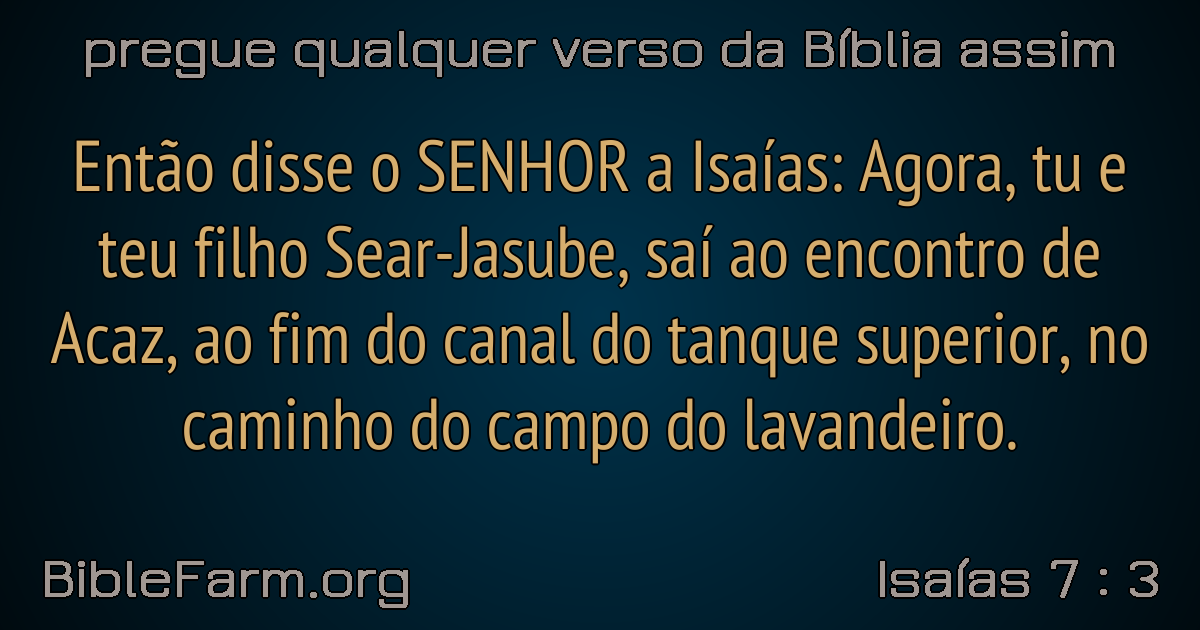 pregue qualquer verso da Bíblia assim
Então disse o SENHOR a Isaías: Agora, tu e
teu filho Sear-Jasube, saí ao encontro de
Acaz, ao fim do canal do tanque superior, no
caminho do campo do lavandeiro.
BibleFarm.org
Isaías 7 : 3